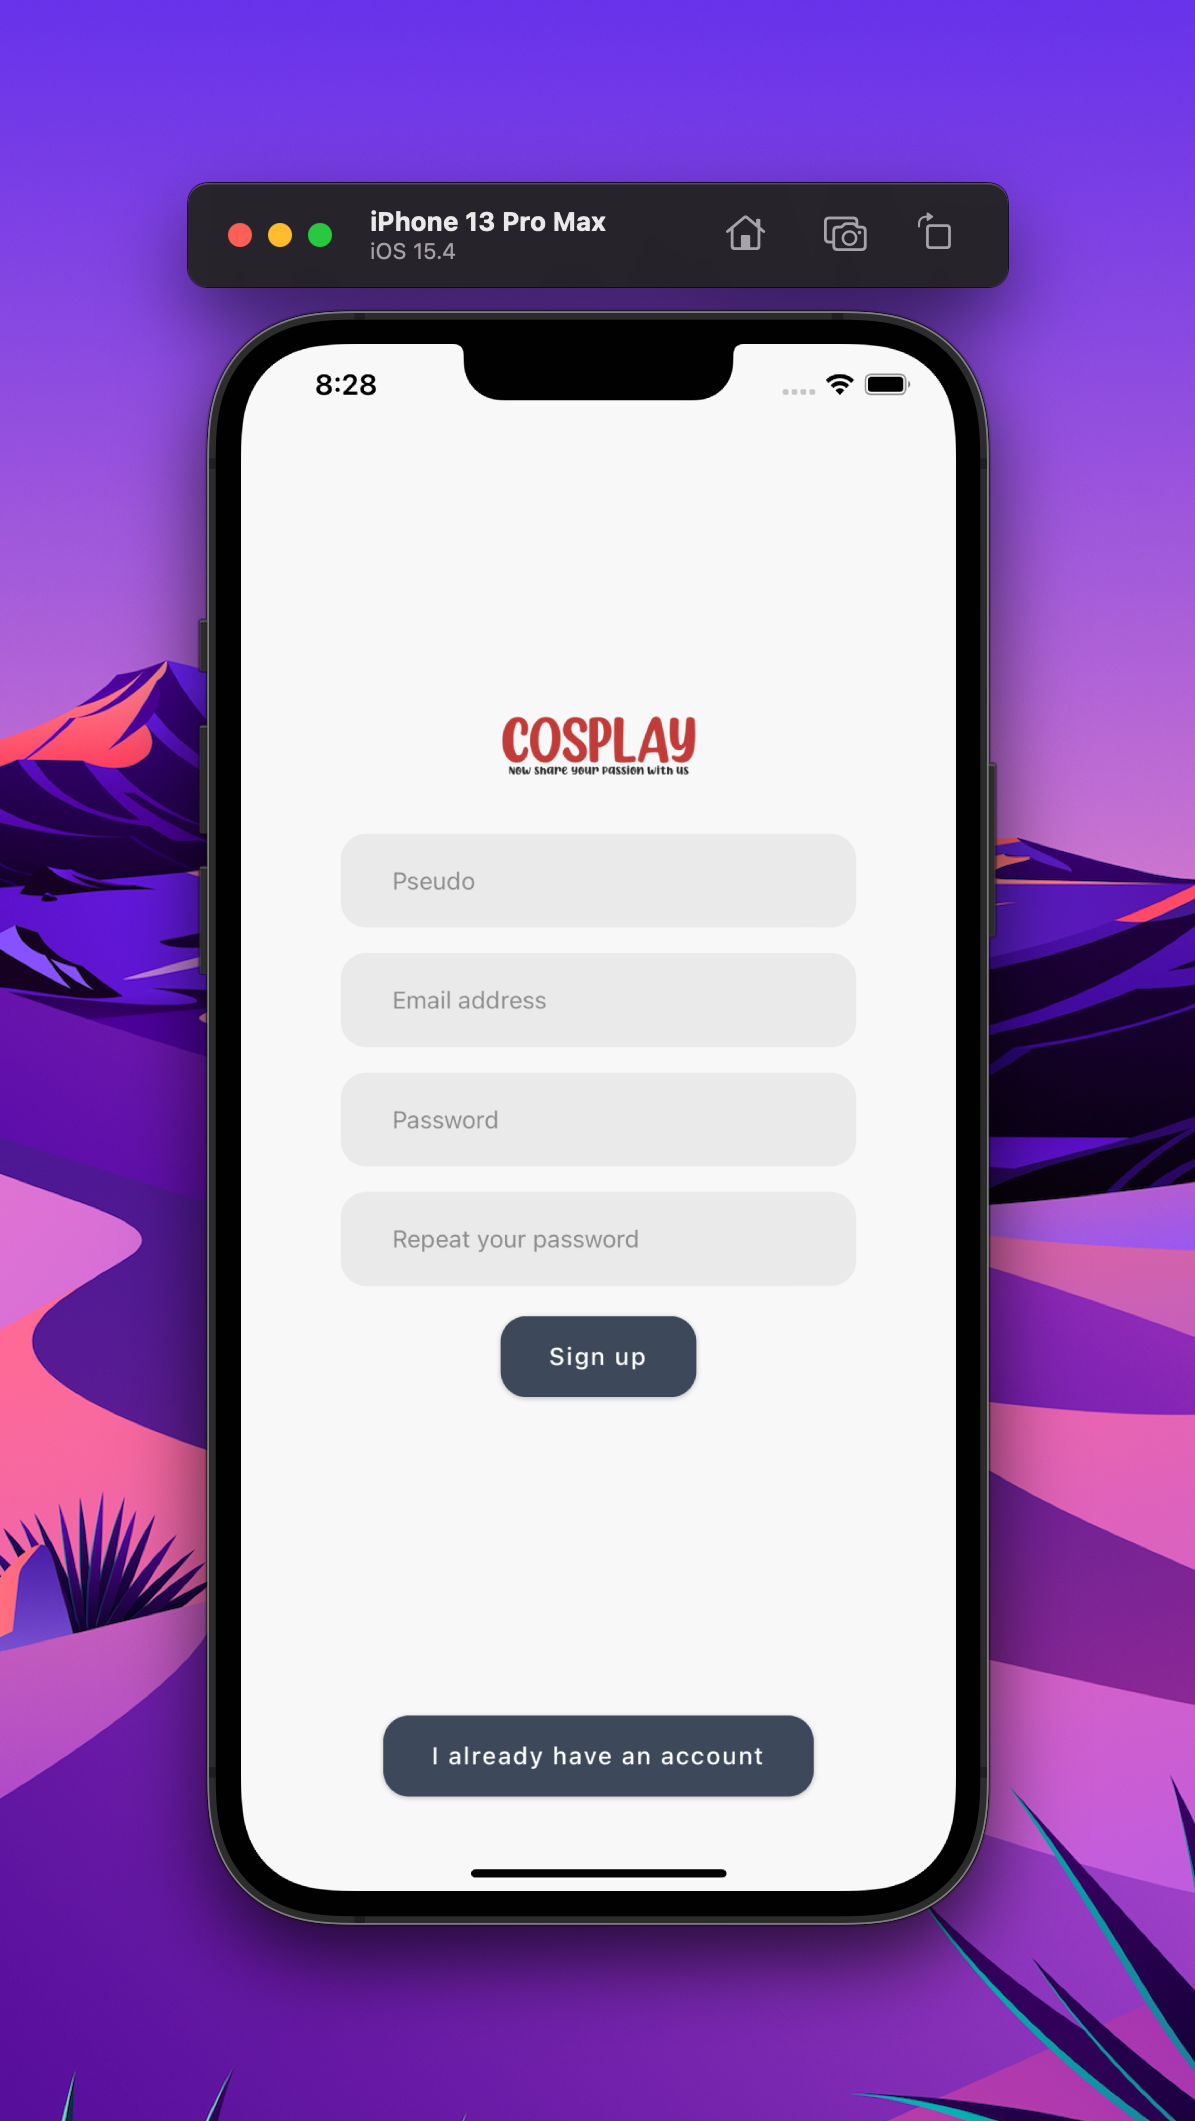 iPhone 13 Pro Max
iOS 15.4
8:28
COSPLAY
Now share your passion with us
Pseudo
Email address
Password
Repeat your password
Sign up
I already have an account